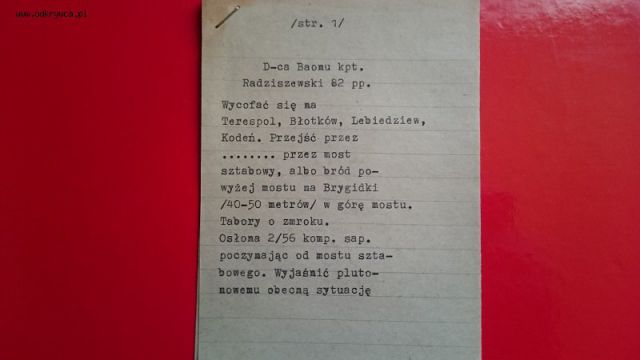 www.odkrywca.pl
/str. 1/
D-ca Baonu kpt.
Radziszewski 82 pp.
Wycofać się na
Terespol, Błotków, Lebiedziew,
Kodeń. Przejść przez
........ przez most
sztabowy, albo bród po-
wyżej mostu na Brygidki
/40-50 metrów/ w górę mostu.
Tabory o zmroku.
Osłona 2/56 komp. sap.
poczynając od mostu szta-
bowego. Wyjaśnić pluto-
nowemu obecną sytuację